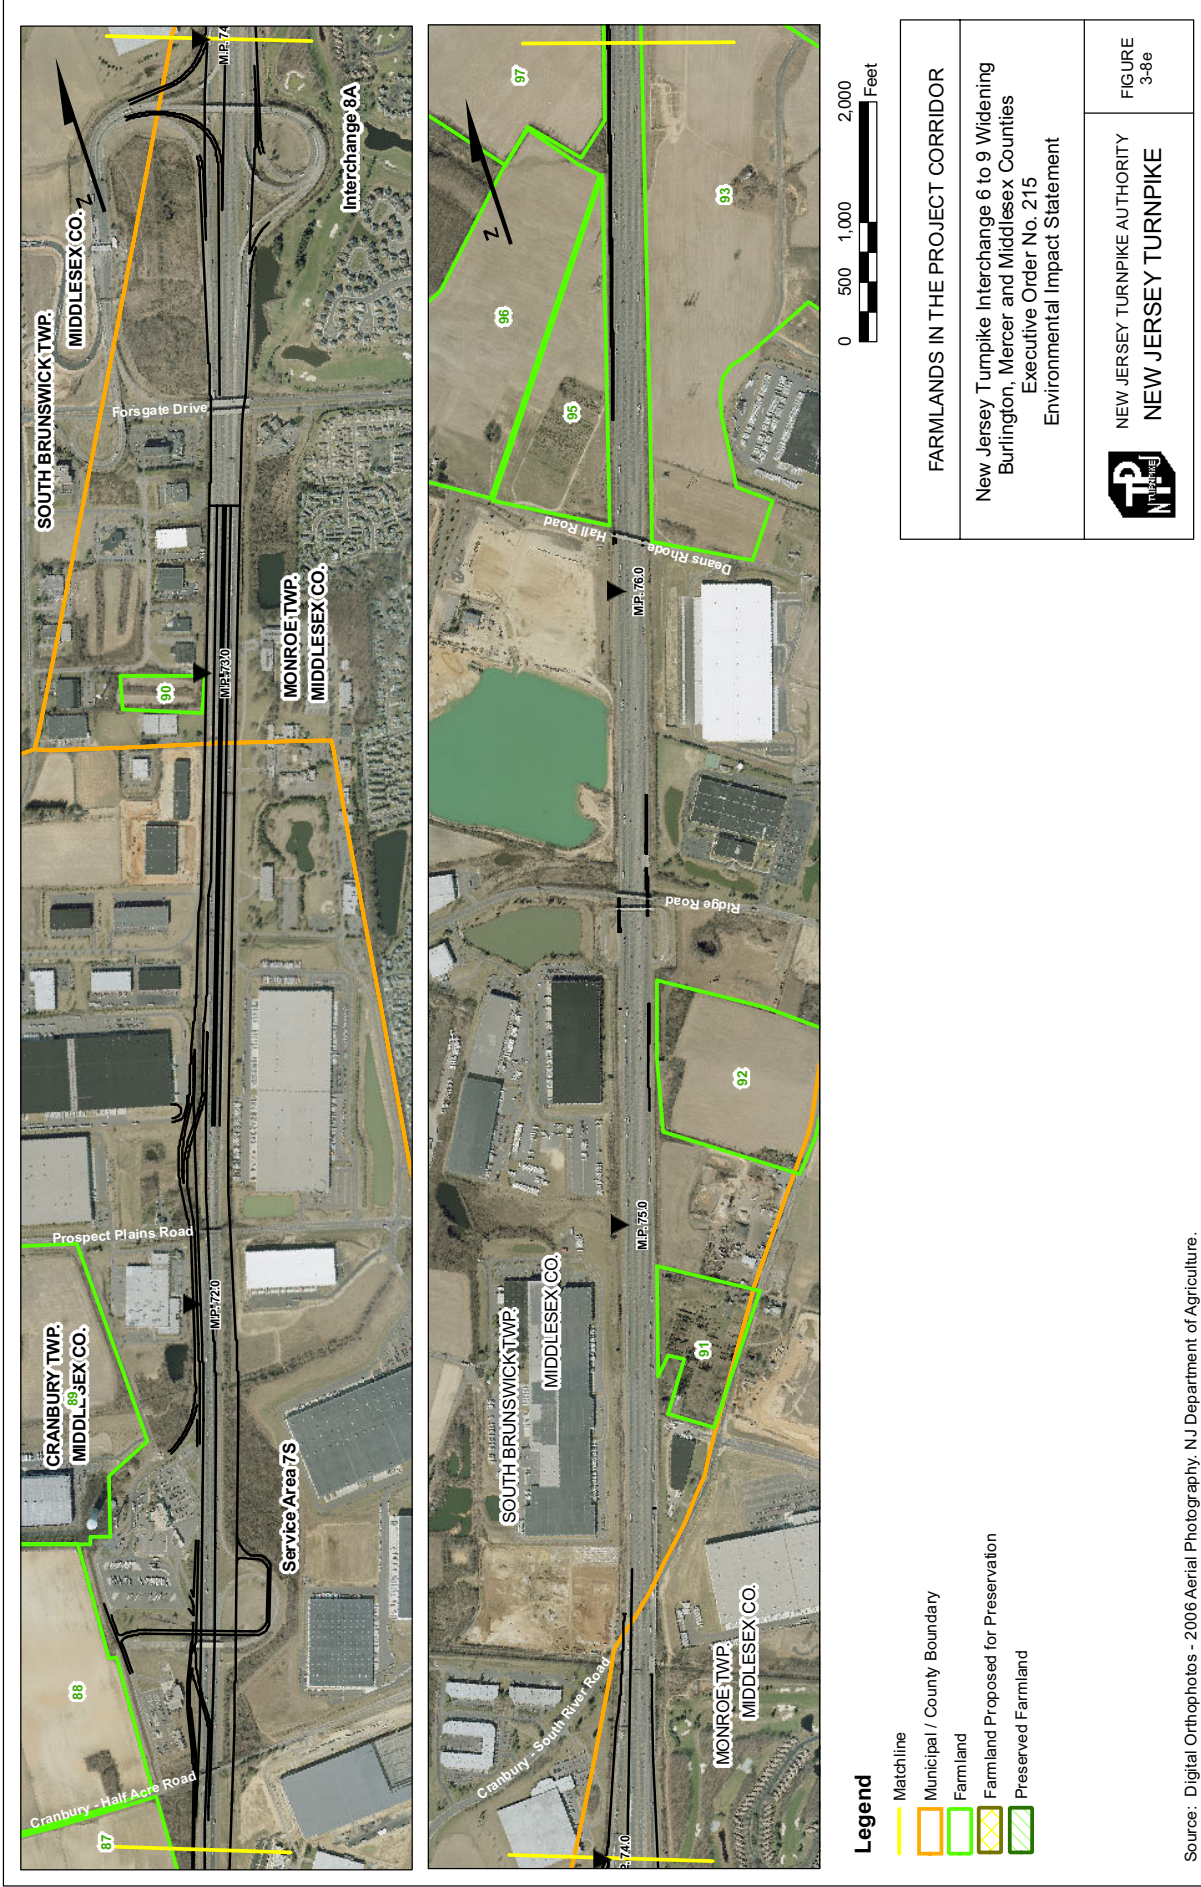 SOUTH BRUNSWICK TWP.
MIDDLESEX CO.
Z
M.P. 74
Interchange 8A
Forsgate Drive
MONROE TWP.
MIDDLESEX CO.
M.P. 73.0
90
Prospect Plains Road
M.P. 72.0
CRANBURY TWP.
MIDDLESEX CO.
89
Service Area 7S
88
Cranbury - Half Acre Road
87
97
Z
96
93
95
Deans Rhode Hall Road
M.P. 76.0
Ridge Road
92
M.P. 75.0
SOUTH BRUNSWICK TWP.
MIDDLESEX CO.
91
Cranbury - South River Road
MONROE TWP.
MIDDLESEX CO.
P. 74.0
0 500 1,000 2,000
Feet
Legend
Matchline
Municipal / County Boundary
Farmland
Farmland Proposed for Preservation
Preserved Farmland
Source: Digital Orthophotos - 2006 Aerial Photography. NJ Department of Agriculture.
FARMLANDS IN THE PROJECT CORRIDOR
New Jersey Turnpike Interchange 6 to 9 Widening
Burlington, Mercer and Middlesex Counties
Executive Order No. 215
Environmental Impact Statement
NJTP
TURNPIKE
NEW JERSEY TURNPIKE AUTHORITY
NEW JERSEY TURNPIKE
FIGURE
3-8e